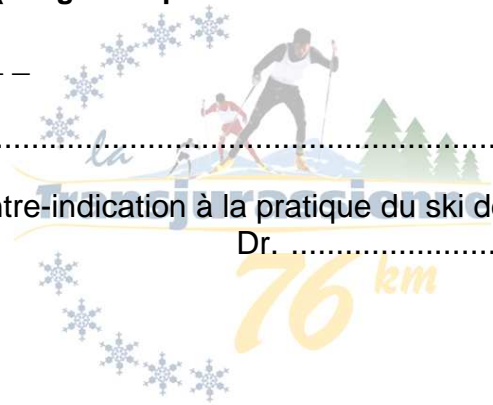 _ _
..............................................................
la
Transjurassienne
ntre-indication à la pratique du ski de
Dr. .......................
76 km